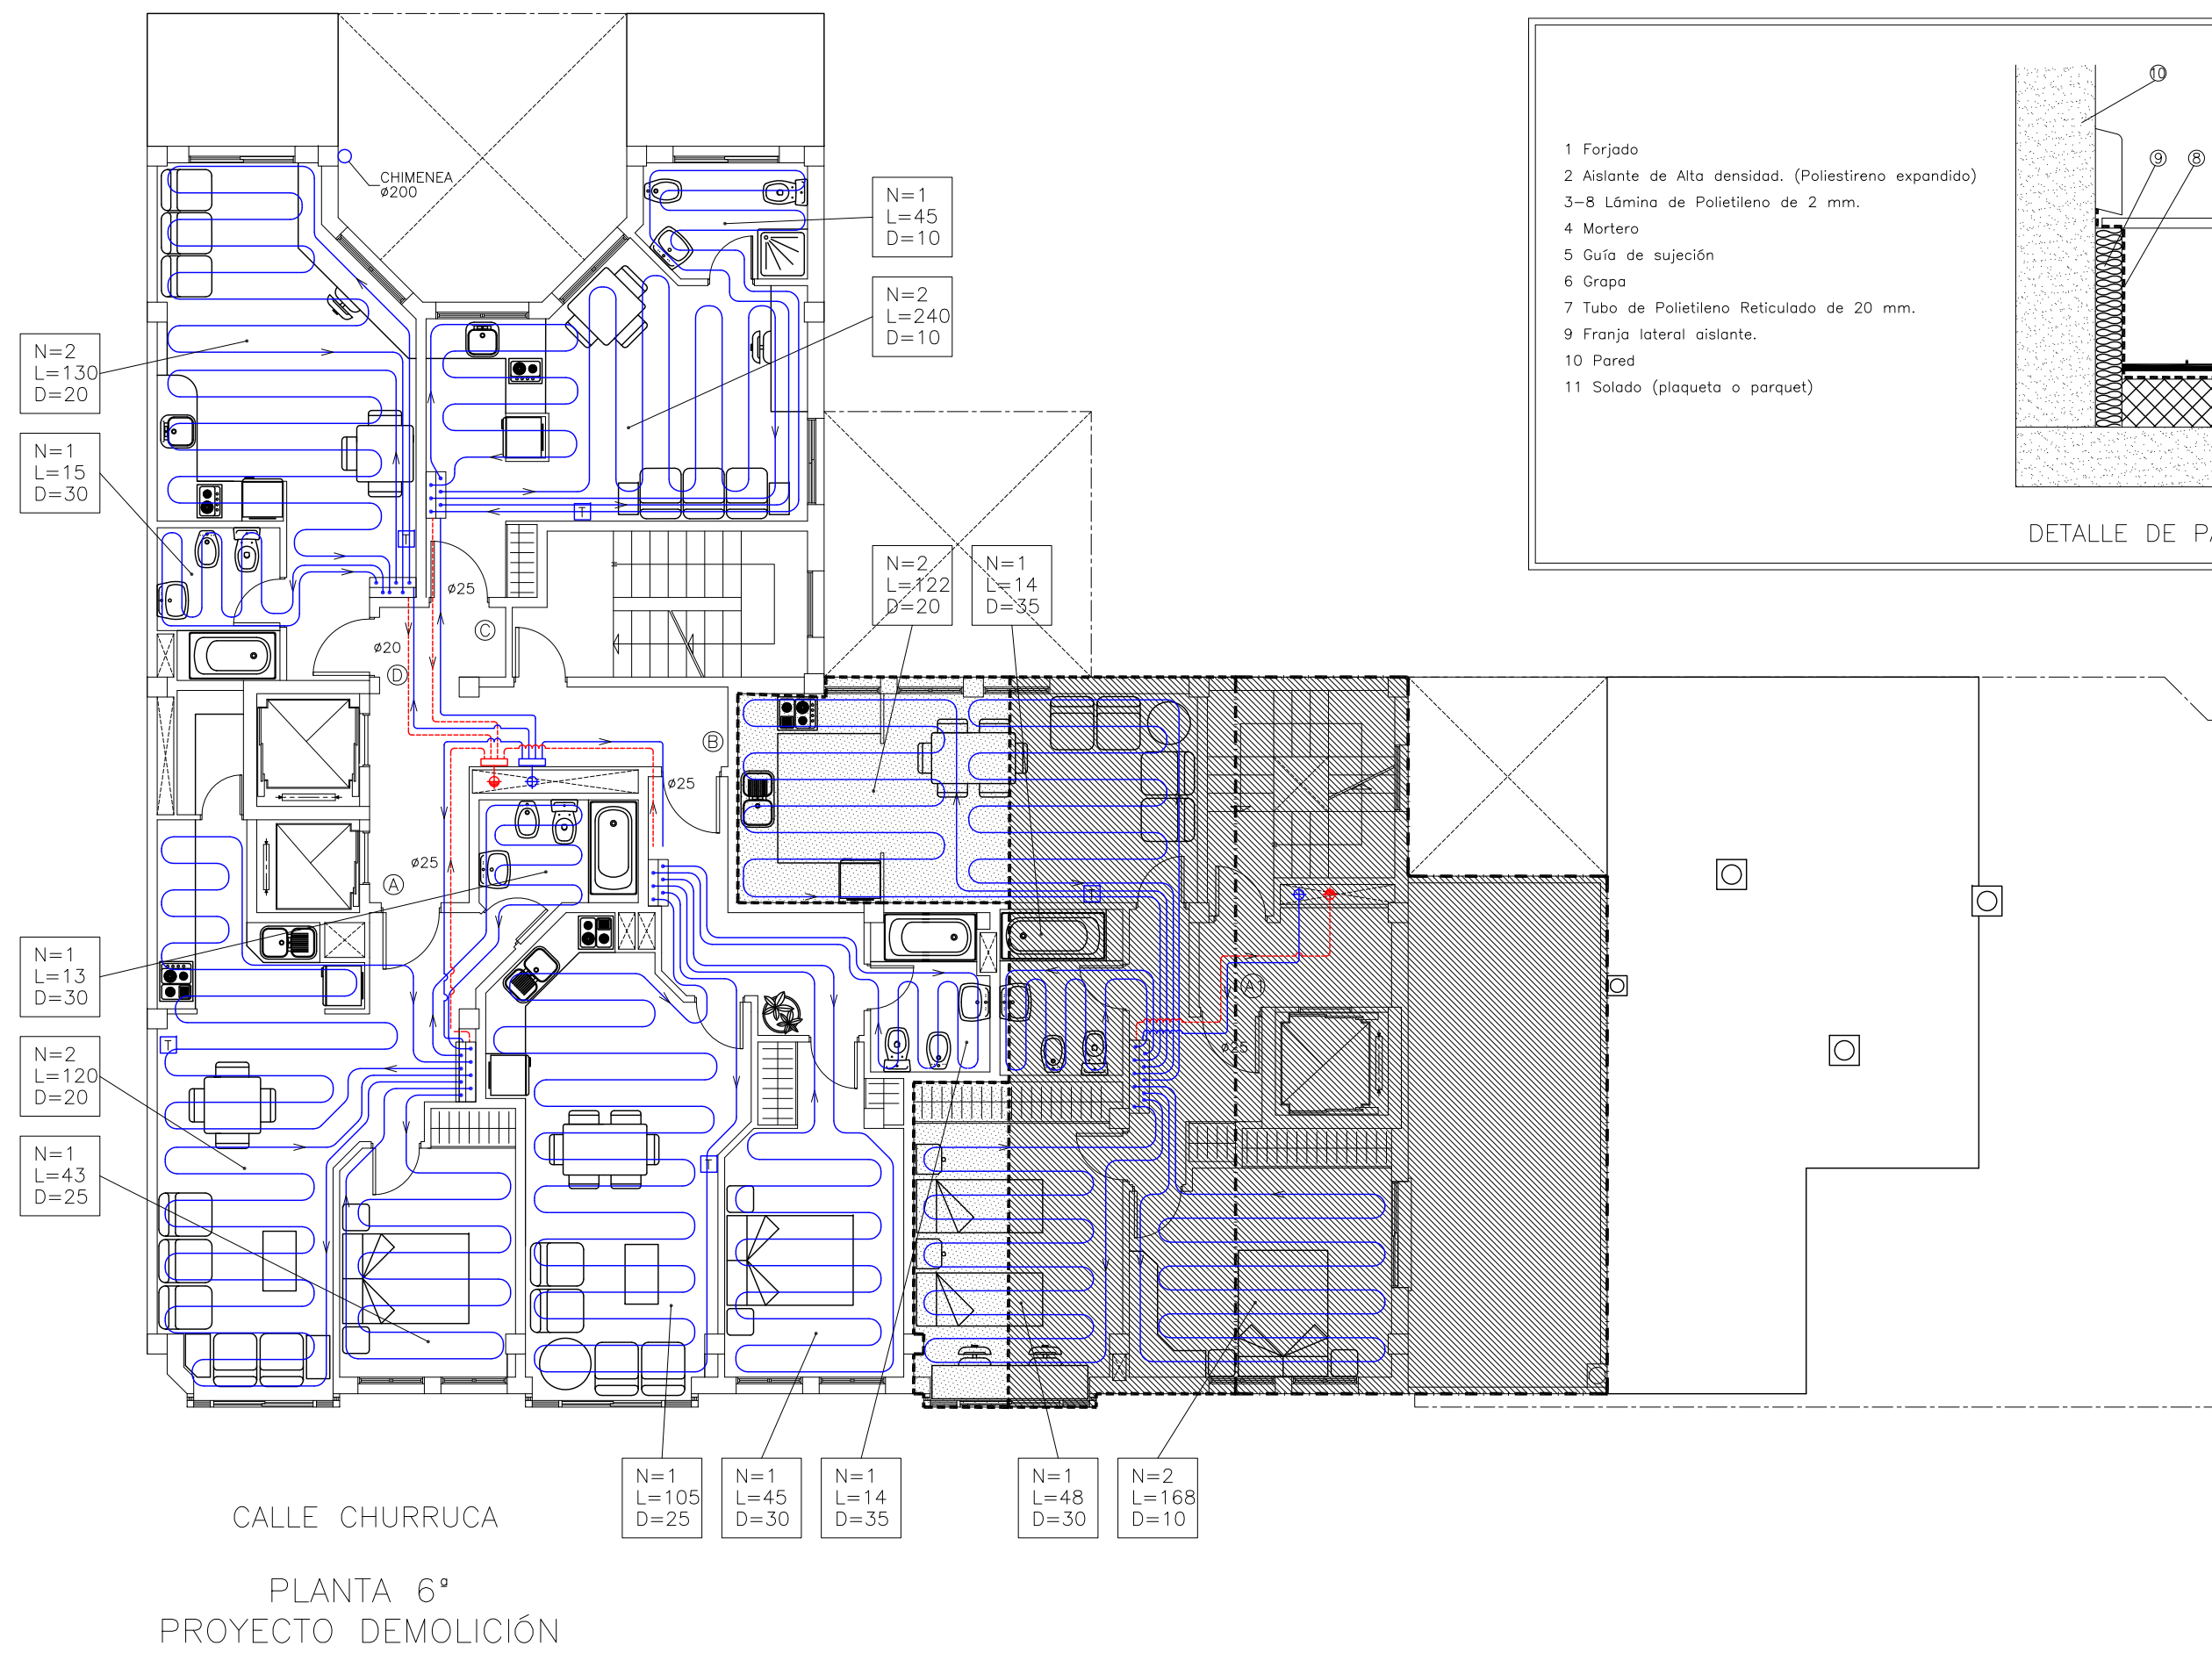 CHIMENEA
ø200
N=1
L=45
D=10
N=2
L=240
D=10
N=2
L=130
D=20
N=1
L=15
D=30
T
T
ø25
C
ø20
D
N=2
L=122
D=20
N=1
L=14
D=35
B
ø25
ø25
A
T
A1
N=1
L=13
D=30
N=2
L=120
D=20
N=1
L=43
D=25
T
T
N=1
L=105
D=25
N=1
L=45
D=30
N=1
L=14
D=35
N=1
L=48
D=30
N=2
L=168
D=10
CALLE CHURRUCA
PLANTA 6ª
PROYECTO DEMOLICIÓN
1 Forjado
2 Aislante de Alta densidad. (Poliestireno expandido)
3-8 Lámina de Polietileno de 2 mm.
4 Mortero
5 Guía de sujeción
6 Grapa
7 Tubo de Polietileno Reticulado de 20 mm.
9 Franja lateral aislante.
10 Pared
11 Solado (plaqueta o parquet)
10
9
8
DETALLE DE